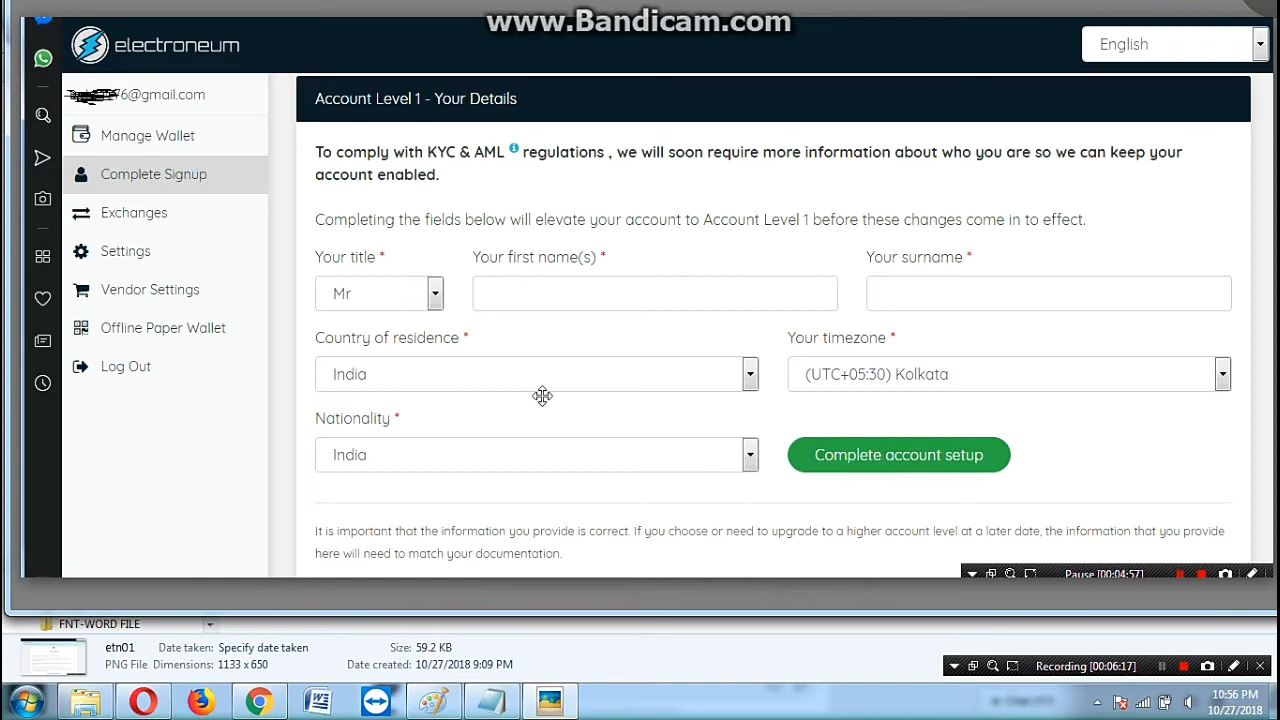 www.Bandicam.com
electroneum
English
76@gmail.com
Manage Wallet
Complete Signup
Exchanges
Settings
Vendor Settings
Offline Paper Wallet
Log Out
Account Level 1 - Your Details
To comply with KYC & AML regulations , we will soon require more information about who you are so we can keep your
account enabled.
Completing the fields below will elevate your account to Account Level 1 before these changes come in to effect.
Your title * Your first name(s) * Your surname *
Mr
Country of residence * Your timezone *
India (UTC+05:30) Kolkata
Nationality *
India Complete account setup
It is important that the information you provide is correct. If you choose or need to upgrade to a higher account level at a later date, the information that you provide
here will need to match your documentation.
Pause [00:04:57]
FNT-WORD FILE
etn01 Date taken: Specify date taken Size: 59.2 KB
PNG File Dimensions: 1133 x 650 Date created: 10/27/2018 9:09 PM
Recording [00:06:17]
10:56 PM
10/27/2018